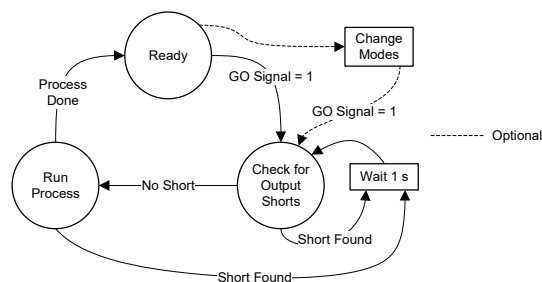 Ready
Change
Modes
GO Signal = 1
Process
Done
GO Signal = 1
Optional
Run
Process
No Short
Check for
Output
Shorts
Wait 1 s
Short Found
Short Found